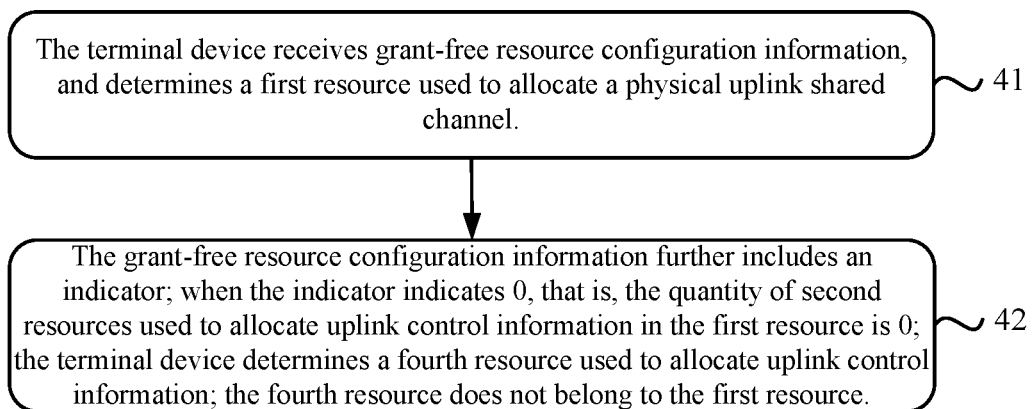 The terminal device receives grant-free resource configuration information,
and determines a first resource used to allocate a physical uplink shared
channel.
41
The grant-free resource configuration information further includes an
indicator; when the indicator indicates 0, that is, the quantity of second
resources used to allocate uplink control information in the first resource is 0;
the terminal device determines a fourth resource used to allocate uplink control
information; the fourth resource does not belong to the first resource.
42